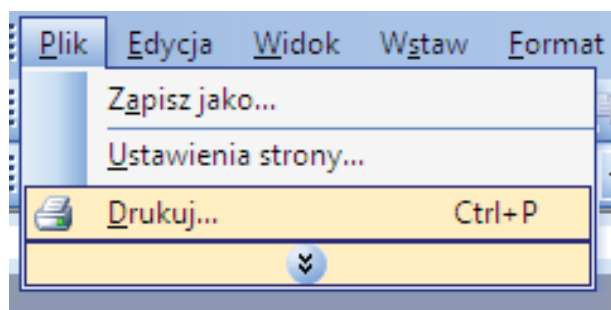 Plik Edycja Widok Wstaw Format
Zapisz jako...
Ustawienia strony...
Drukuj... Ctrl+P